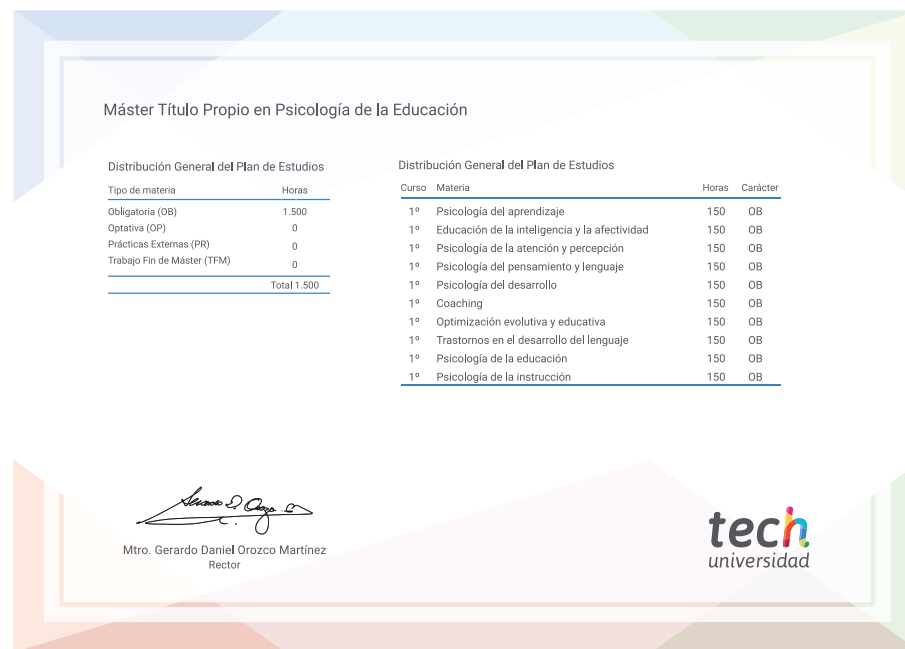 Máster Título Propio en Psicología de la Educación
Distribución General del Plan de Estudios
Tipo de materia Horas
Obligatoria (OB) 1.500
Optativa (OP) 0
Prácticas Externas (PR) 0
Trabajo Fin de Máster (TFM) 0
Total 1.500
Distribución General del Plan de Estudios
Curso Materia Horas Carácter
1º Psicología del aprendizaje 150 OB
1º Educación de la inteligencia y la afectividad 150 OB
1º Psicología de la atención y percepción 150 OB
1º Psicología del pensamiento y lenguaje 150 OB
1º Psicología del desarrollo 150 OB
1º Coaching 150 OB
1º Optimización evolutiva y educativa 150 OB
1º Trastornos en el desarrollo del lenguaje 150 OB
1º Psicología de la educación 150 OB
1º Psicología de la instrucción 150 OB
Mtro. Gerardo Daniel Orozco Martínez
Rector
tech
universidad